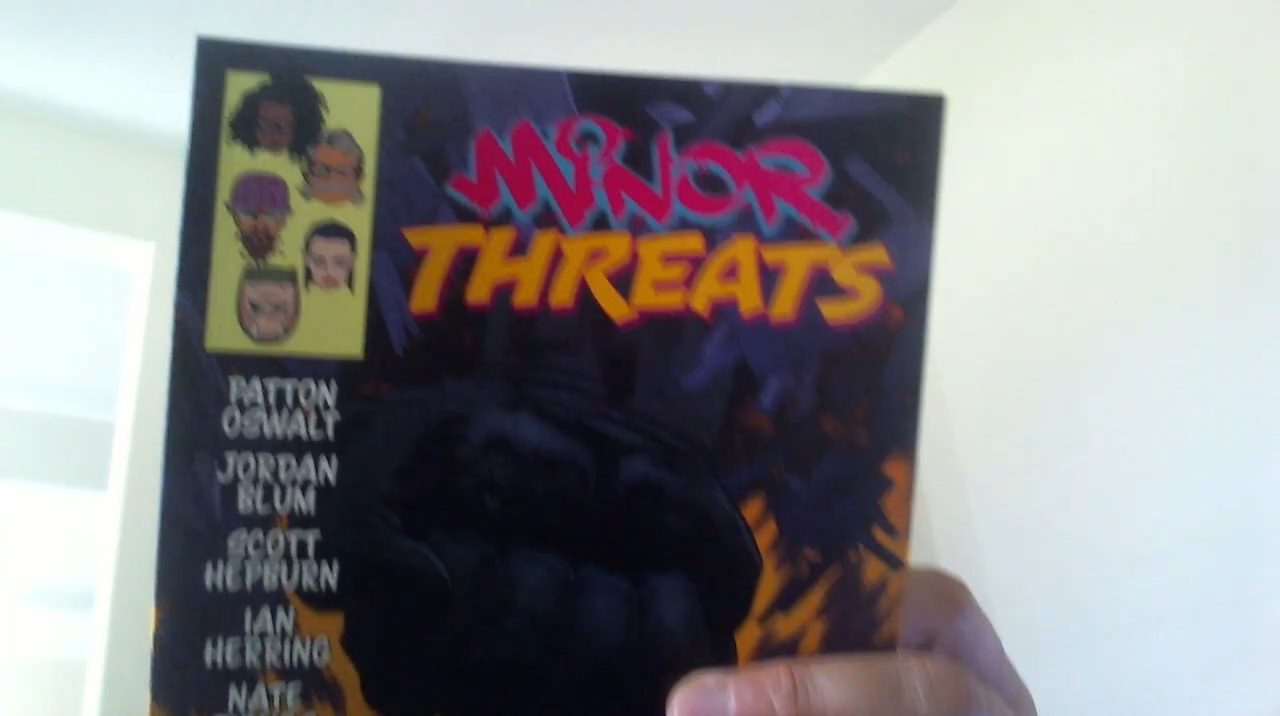 MINOR
THREATS
PATTON
OSWALT
JORDAN
BLUM
SCOTT
HEPBURN
IAN
HERRING
NATE